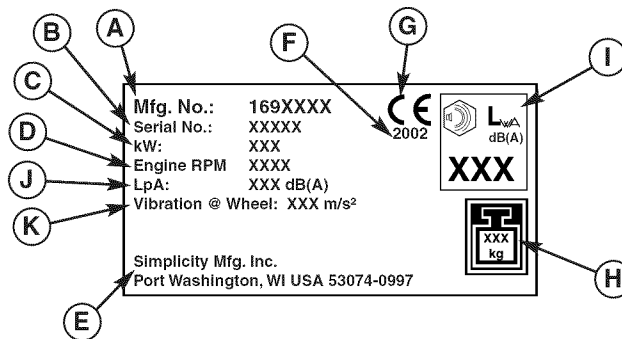 A
B
C
D
J
K
E
F
G
I
H
Mfg. No.: 169XXXX
Serial No.: XXXXX
kW: XXX
Engine RPM XXXX
LpA: XXX dB(A)
Vibration @ Wheel: XXX m/s²
Simplicity Mfg. Inc.
Port Washington, WI USA 53074-0997
CE
2002
LWA
dB(A)
XXX
XXX
kg